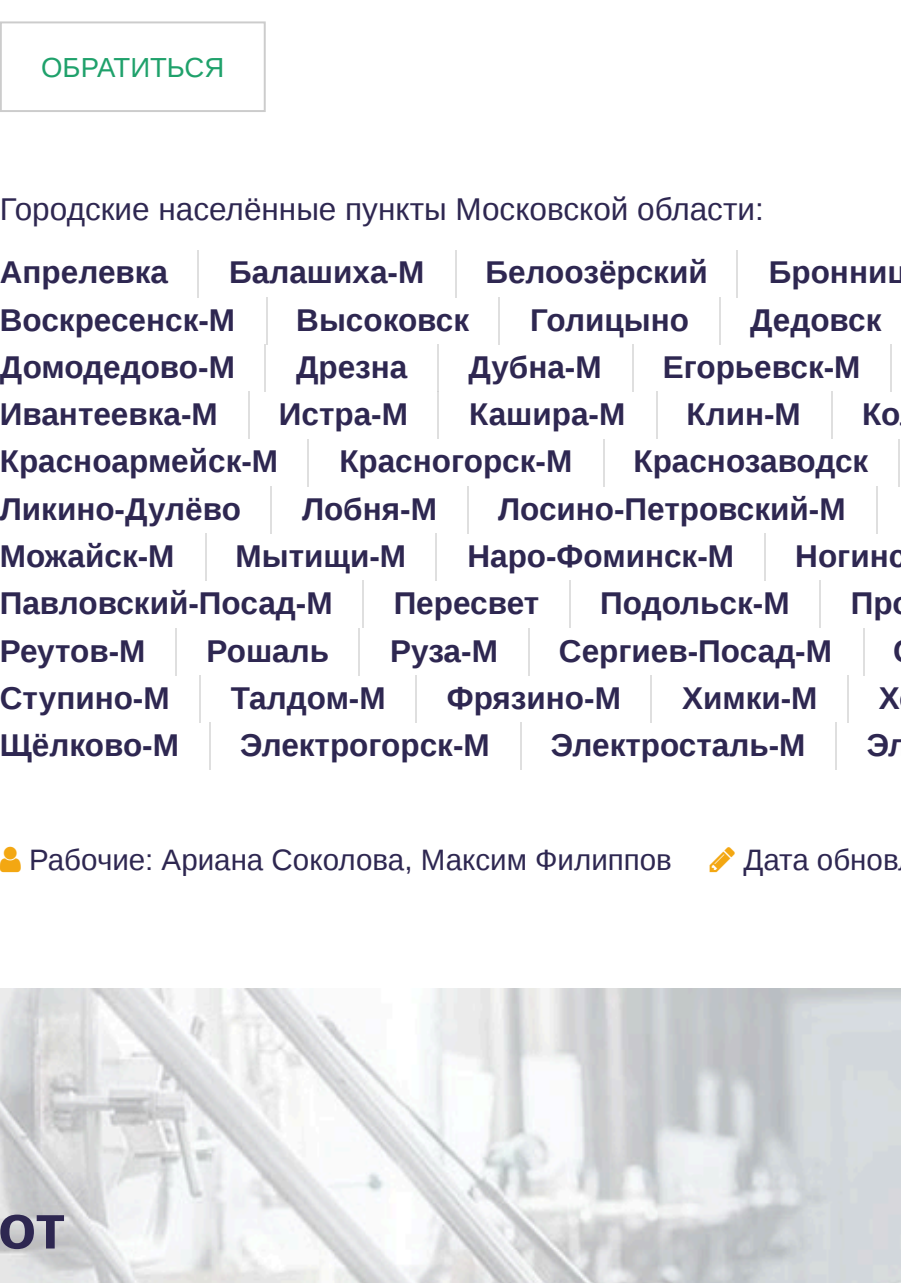 ОБРАТИТЬСЯ
Городские населённые пункты Московской области:
Апрелевка Балашиха-М Белоозёрский
Воскресенск-М Высоковск Голицыно Дедовск
Домодедово-М Дрезна Дубна-М Егорьевск-М
Ивантеевка-М Истра-М Кашира-М Клин-М
Красноармейск-М Красногорск-М Краснозаводск
Ликино-Дулёво Лобня-М Лосино-Петровский-М
Можайск-М Мытищи-М Наро-Фоминск-М
Павловский-Посад-М Пересвет Подольск-М
Реутов-М Рошаль Руза-М Сергиев-Посад-М
Ступино-М Талдом-М Фрязино-М Химки-М
Щёлково-М Электрогорск-М Электросталь-М
Рабочие: Ариана Соколова, Максим Филиппов Дата
от